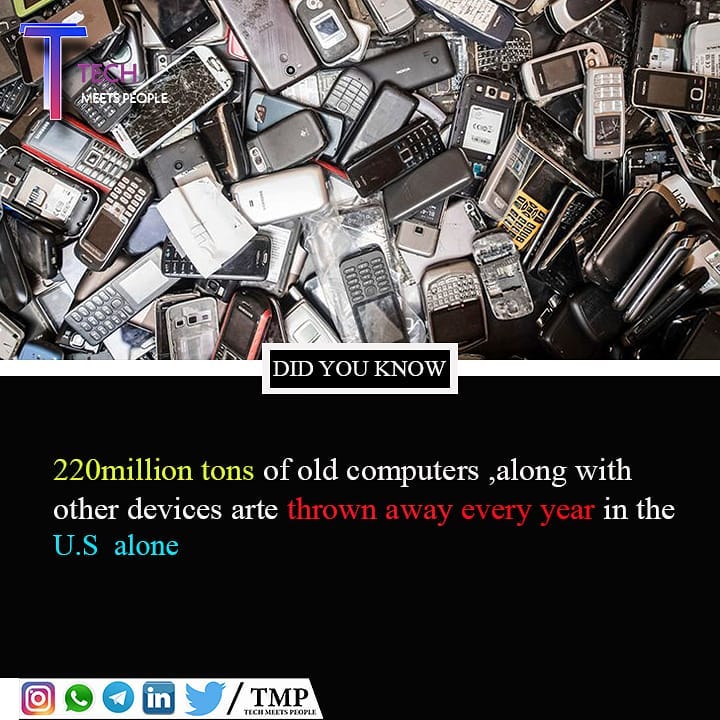 T
TECH
MEETS PEOPLE
DID YOU KNOW
220million tons of old computers ,along with
other devices arte thrown away every year in the
U.S alone
/ TMP
TECH MEETS PEOPLE